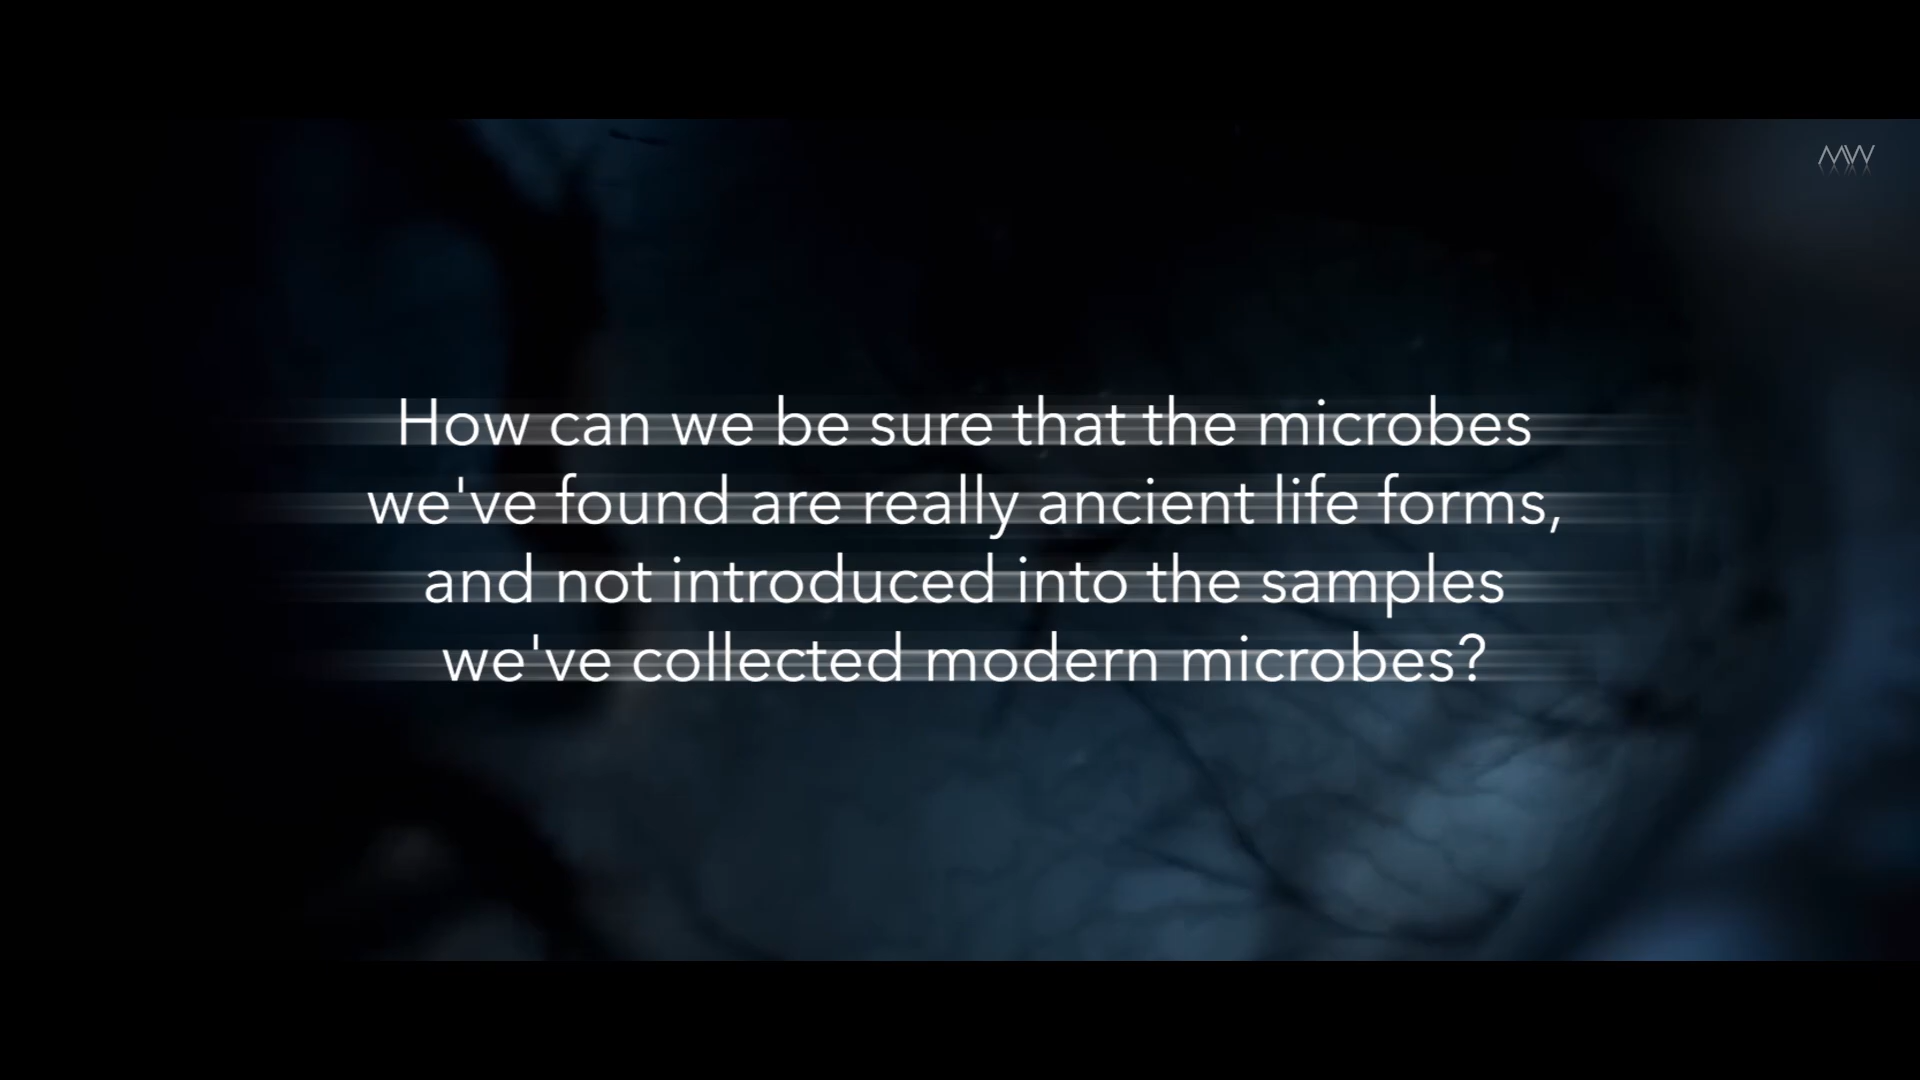 MW
How can we be sure that the microbes
we've found are really ancient life forms,
and not introduced into the samples
we've collected modern microbes?